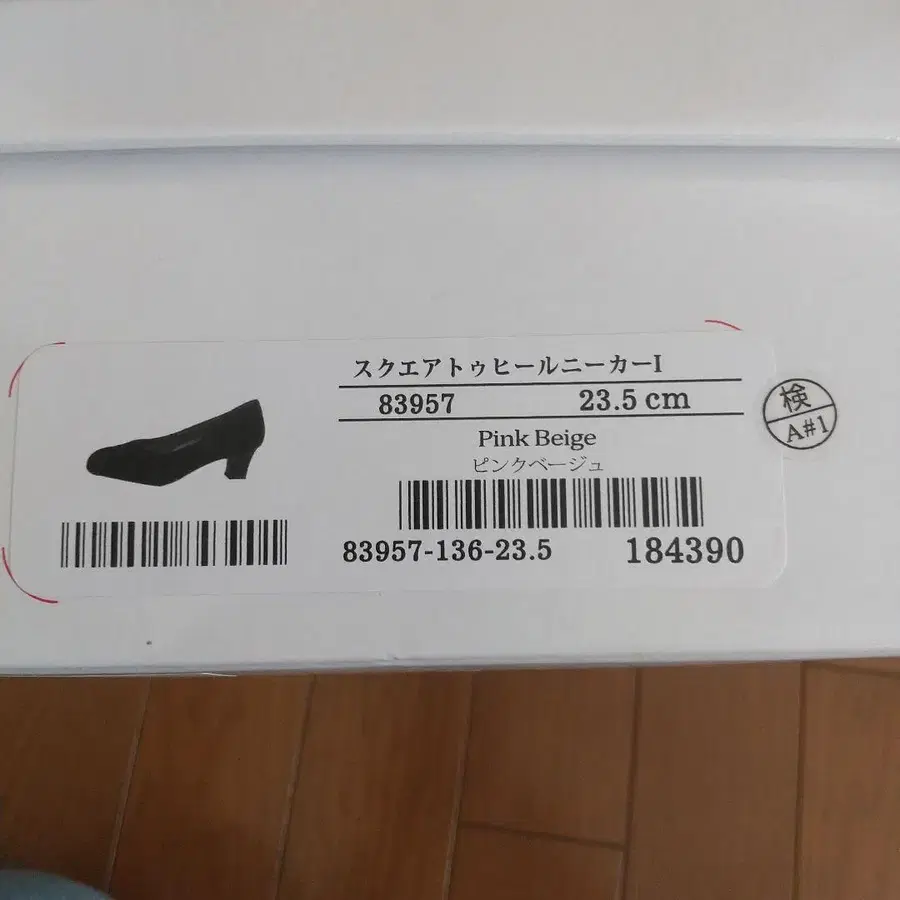 スクエアトゥヒールニーカーI
83957 23.5 cm
Pink Beige
ピンクベージュ
83957-136-23.5 184390
検
A#1